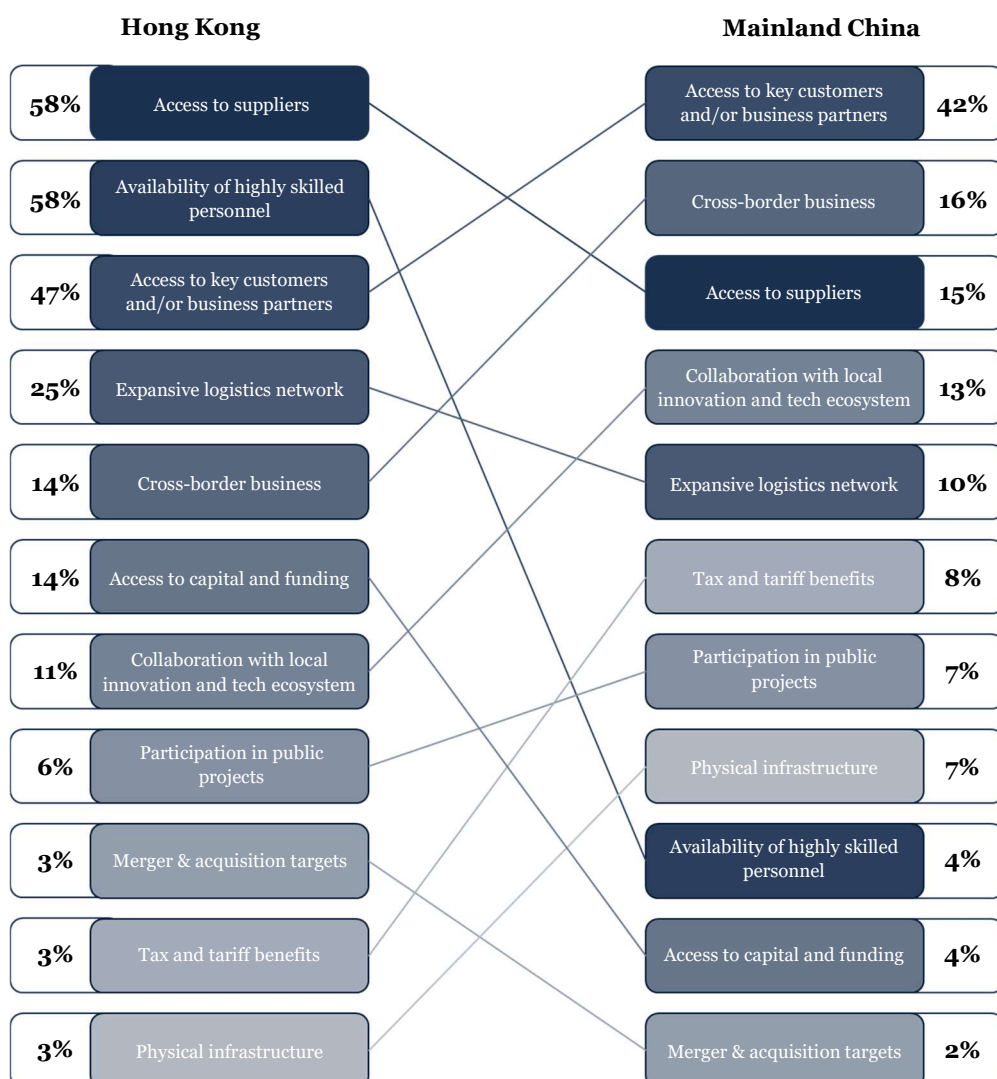 Hong Kong
Mainland China
58%
Access to suppliers
Access to key customers
and/or business partners
42%
58%
Availability of highly skilled
personnel
Cross-border business
16%
47%
Access to key customers
and/or business partners
Access to suppliers
15%
25%
Expansive logistics network
Collaboration with local
innovation and tech ecosystem
13%
14%
Cross-border business
Expansive logistics network
10%
14%
Access to capital and funding
Tax and tariff benefits
8%
11%
Collaboration with local
innovation and tech ecosystem
Participation in public
projects
7%
6%
Participation in public
projects
Physical infrastructure
7%
3%
Merger & acquisition targets
Availability of highly skilled
personnel
4%
3%
Tax and tariff benefits
Access to capital and funding
4%
3%
Physical infrastructure
Merger & acquisition targets
2%